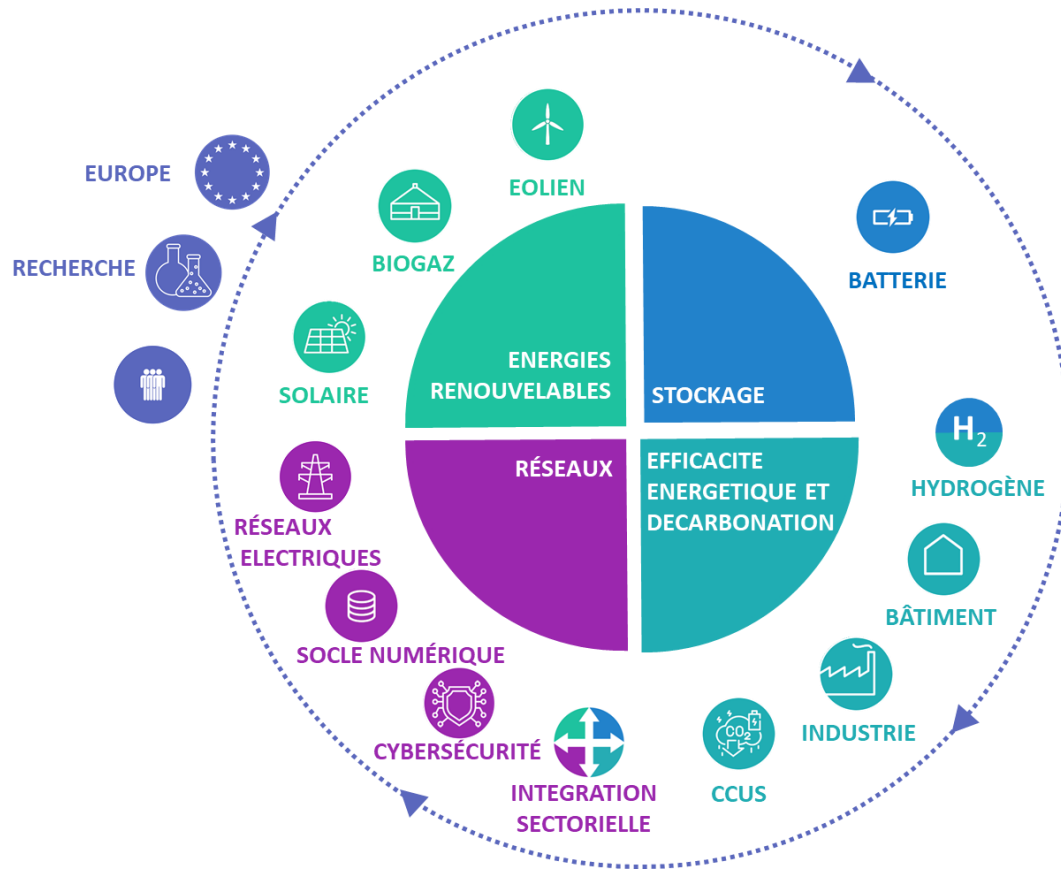 EOLIEN
EUROPE
BIOGAZ
RECHERCHE
SOLAIRE
BATTERIE
ENERGIES
RENOUVELABLES
STOCKAGE
RÉSEAUX
EFFICACITE
ENERGETIQUE ET
DECARBONATION
H2
HYDROGÈNE
RÉSEAUX
ELECTRIQUES
BÂTIMENT
SOCLE NUMÉRIQUE
INDUSTRIE
CYBERSÉCURITÉ
INTEGRATION
SECTORIELLE
CO2
CCUS